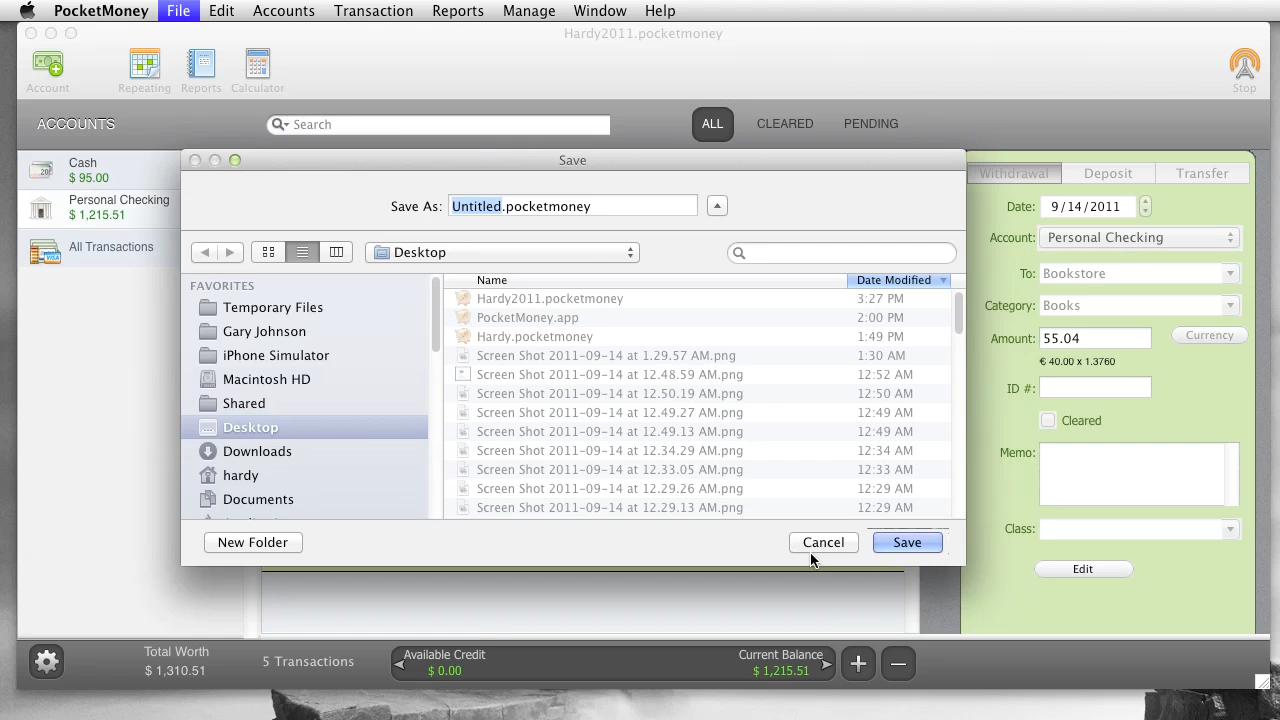 PocketMoney File Edit Accounts Transaction Reports Manage Window Help
Hardy2011.pocketmoney
Account Repeating Reports Calculator Stop
ACCOUNTS Search ALL CLEARED PENDING
Cash
$ 95.00
Personal Checking
$ 1,215.51
All Transactions
Save
Save As: Untitled.pocketmoney
Desktop
FAVORITES
Temporary Files
Gary Johnson
iPhone Simulator
Macintosh HD
Shared
Desktop
Downloads
hardy
Documents
Name Date Modified
Hardy2011.pocketmoney 3:27 PM
PocketMoney.app 2:00 PM
Hardy.pocketmoney 1:49 PM
Screen Shot 2011-09-14 at 1.29.57 AM.png 1:30 AM
Screen Shot 2011-09-14 at 12.48.59 AM.png 12:52 AM
Screen Shot 2011-09-14 at 12.50.19 AM.png 12:50 AM
Screen Shot 2011-09-14 at 12.49.27 AM.png 12:49 AM
Screen Shot 2011-09-14 at 12.49.13 AM.png 12:49 AM
Screen Shot 2011-09-14 at 12.34.29 AM.png 12:34 AM
Screen Shot 2011-09-14 at 12.33.05 AM.png 12:33 AM
Screen Shot 2011-09-14 at 12.29.26 AM.png 12:29 AM
Screen Shot 2011-09-14 at 12.29.13 AM.png 12:29 AM
New Folder Cancel Save
Withdrawal Deposit Transfer
Date: 9/14/2011
Account: Personal Checking
To: Bookstore
Category: Books
Amount: 55.04 Currency
€ 40.00 x 1.3760
ID #:
Cleared
Memo:
Class:
Edit
Total Worth
$ 1,310.51
5 Transactions
Available Credit
$ 0.00
Current Balance
$ 1,215.51